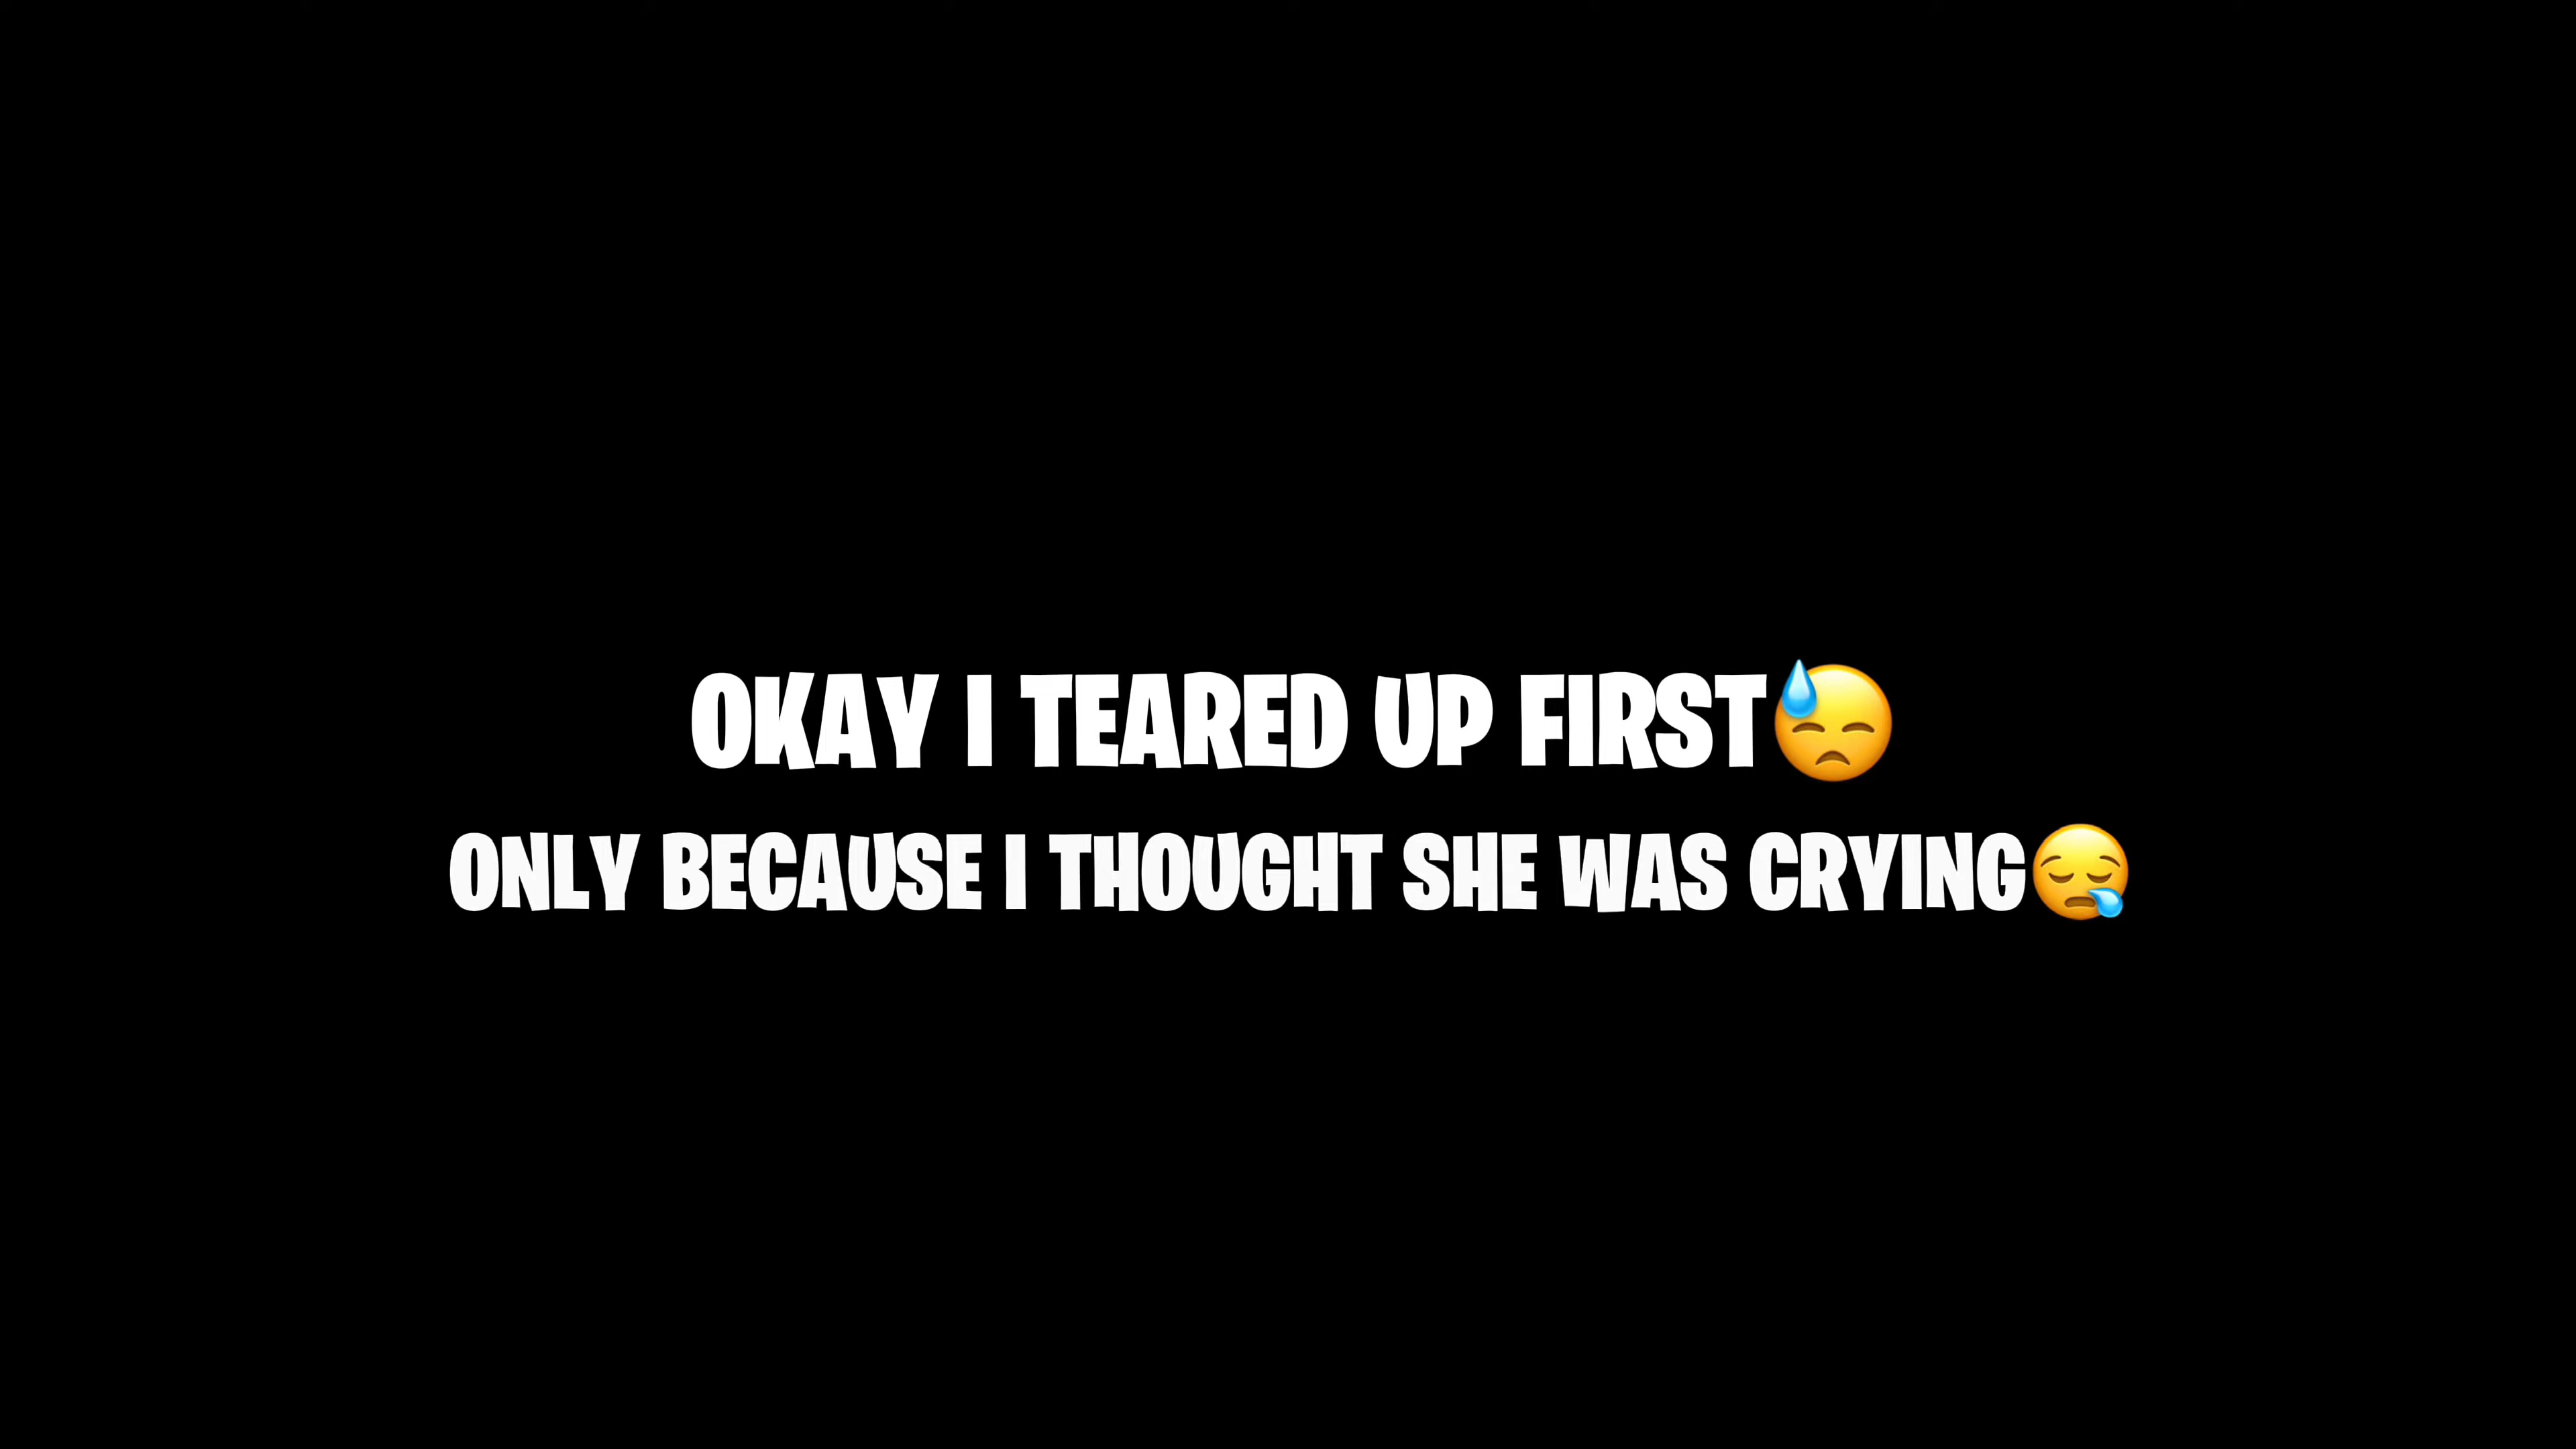 OKAY I TEARED UP FIRST😓
ONLY BECAUSE I THOUGHT SHE WAS CRYING😪